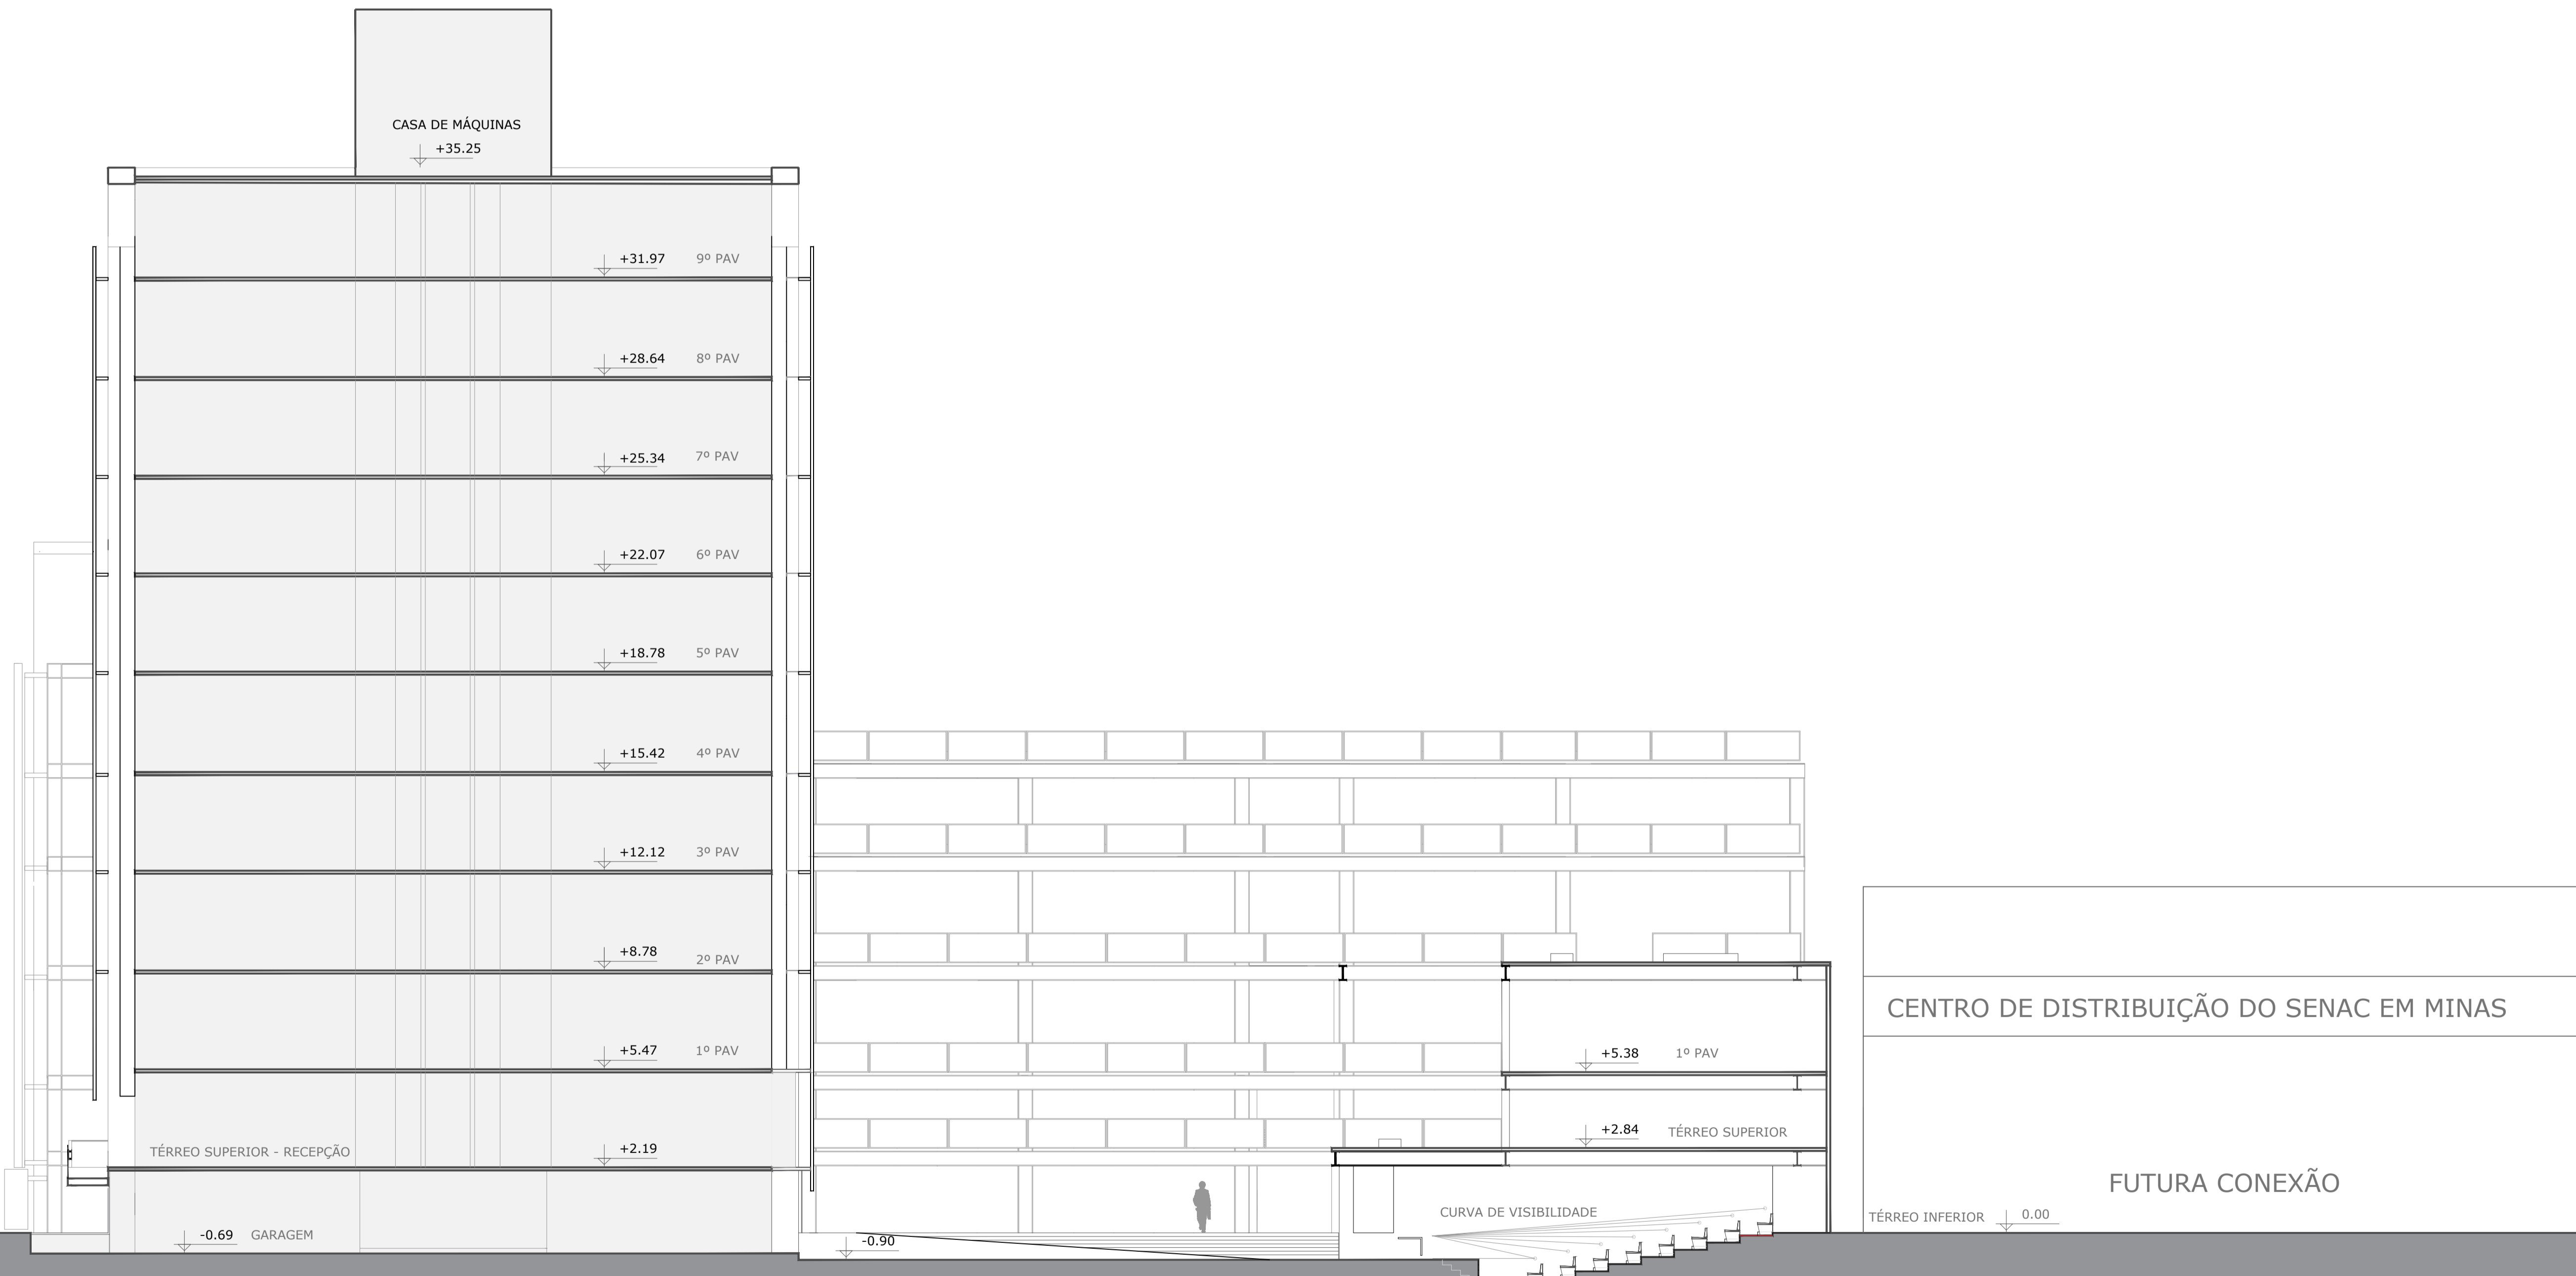 CASA DE MÁQUINAS
+35.25
+31.97 9º PAV
+28.64 8º PAV
+25.34 7º PAV
+22.07 6º PAV
+18.78 5º PAV
+15.42 4º PAV
+12.12 3º PAV
+8.78 2º PAV
+5.47 1º PAV
TÉRREO SUPERIOR - RECEPÇÃO +2.19
-0.69 GARAGEM
-0.90
+5.38 1º PAV
+2.84 TÉRREO SUPERIOR
CURVA DE VISIBILIDADE
CENTRO DE DISTRIBUIÇÃO DO SENAC EM MINAS
FUTURA CONEXÃO
TÉRREO INFERIOR 0.00